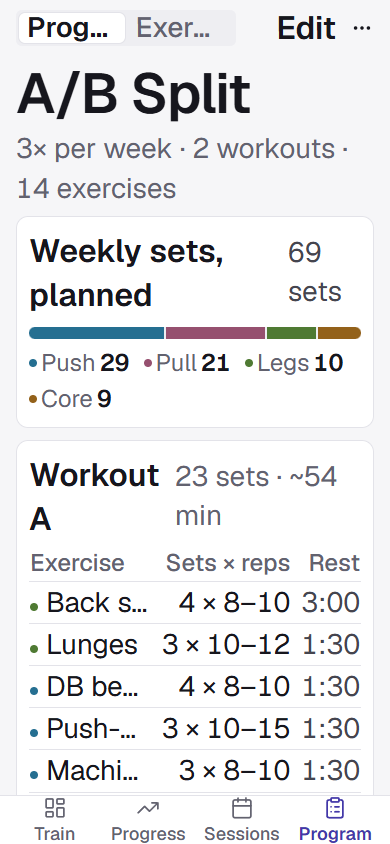 Prog... Exer... Edit ...
A/B Split
3× per week · 2 workouts ·
14 exercises
Weekly sets, planned
69 sets
Push 29 Pull 21 Legs 10
Core 9
Workout A
23 sets · ~54 min
Exercise Sets × reps Rest
Back s... 4 × 8–10 3:00
Lunges 3 × 10–12 1:30
DB be... 4 × 8–10 1:30
Push-... 3 × 10–15 1:30
Machi... 3 × 8–10 1:30
Train Progress Sessions Program